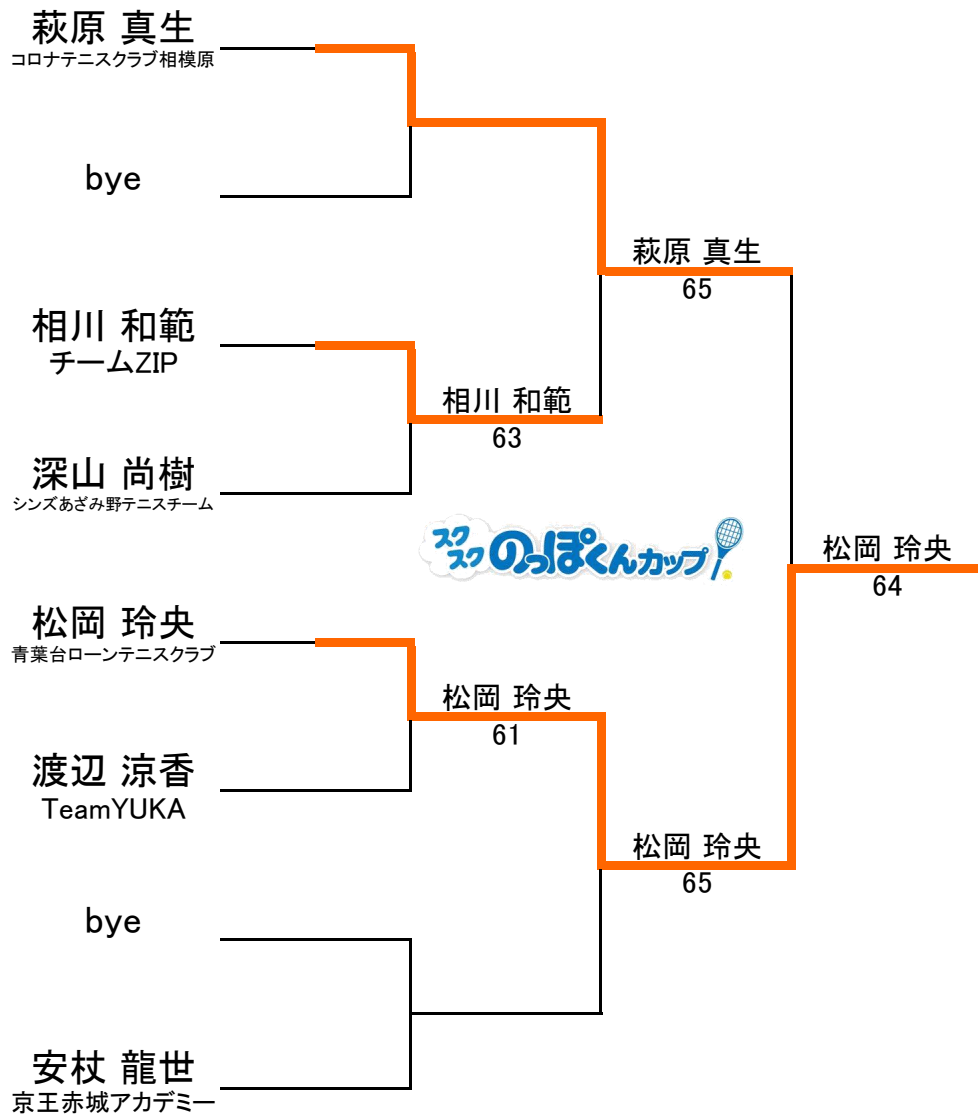 萩原 真生
コロナテニスクラブ相模原
bye
萩原 真生
65
相川 和範
チームZIP
相川 和範
63
深山 尚樹
シンズあざみ野テニスチーム
スクスクのっぽくんカップ
松岡 玲央
64
松岡 玲央
青葉台ローンテニスクラブ
松岡 玲央
61
渡辺 涼香
TeamYUKA
松岡 玲央
65
bye
安杖 龍世
京王赤城アカデミー